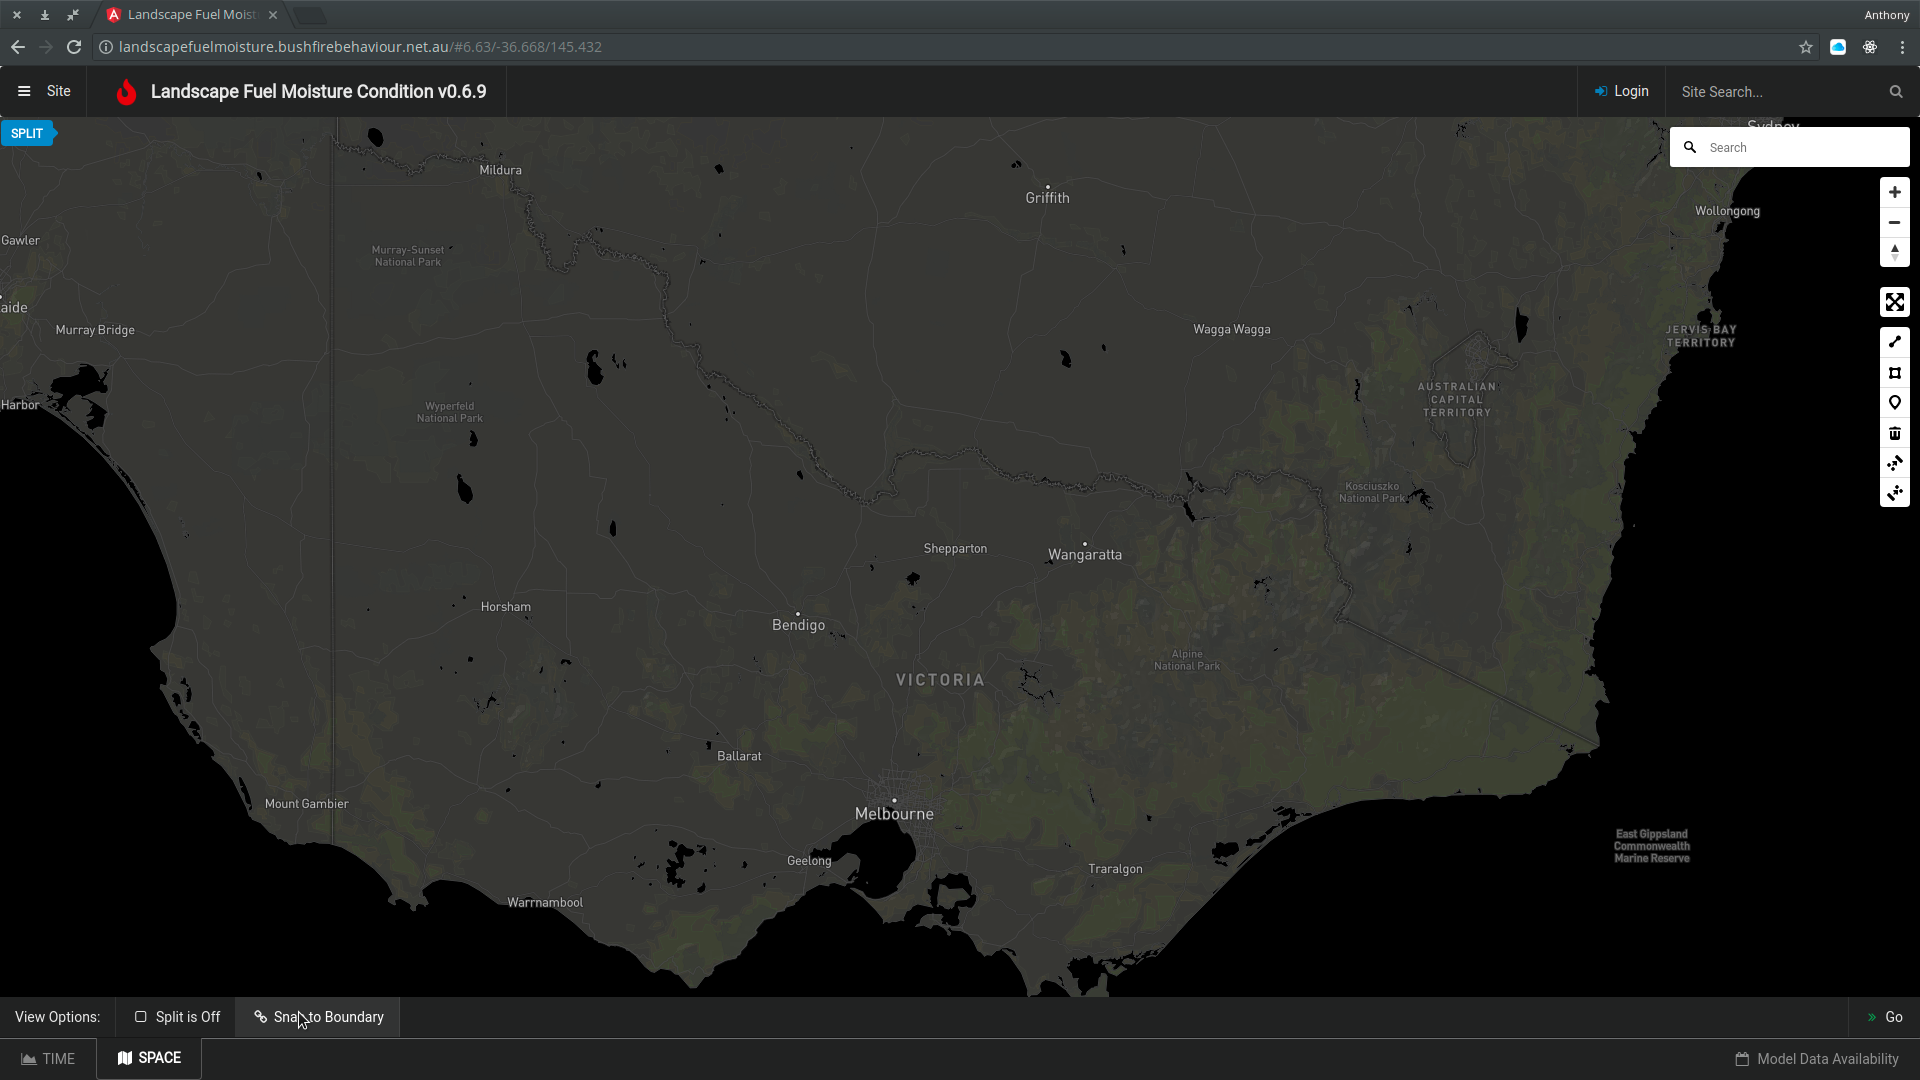 Landscape Fuel Moist
Anthony
landscapefuelmoisture.bushfirebehaviour.net.au/#6.63/-36.668/145.432
Site
Landscape Fuel Moisture Condition v0.6.9
Login
Site Search...
SPLIT
Sydney
Search
Mildura
Griffith
Wollongong
Gawler
Murray-Sunset
National Park
aide
Murray Bridge
Wagga Wagga
JERVIS BAY
TERRITORY
AUSTRALIAN
CAPITAL
TERRITORY
Harbor
Wyperfeld
National Park
Kosciuszko
National Park
Shepparton
Wangaratta
Horsham
Bendigo
Alpine
National Park
VICTORIA
Ballarat
Mount Gambier
Melbourne
East Gippsland
Commonwealth
Marine Reserve
Geelong
Traralgon
Warrnambool
View Options:
Split is Off
Snap to Boundary
Go
TIME
SPACE
Model Data Availability